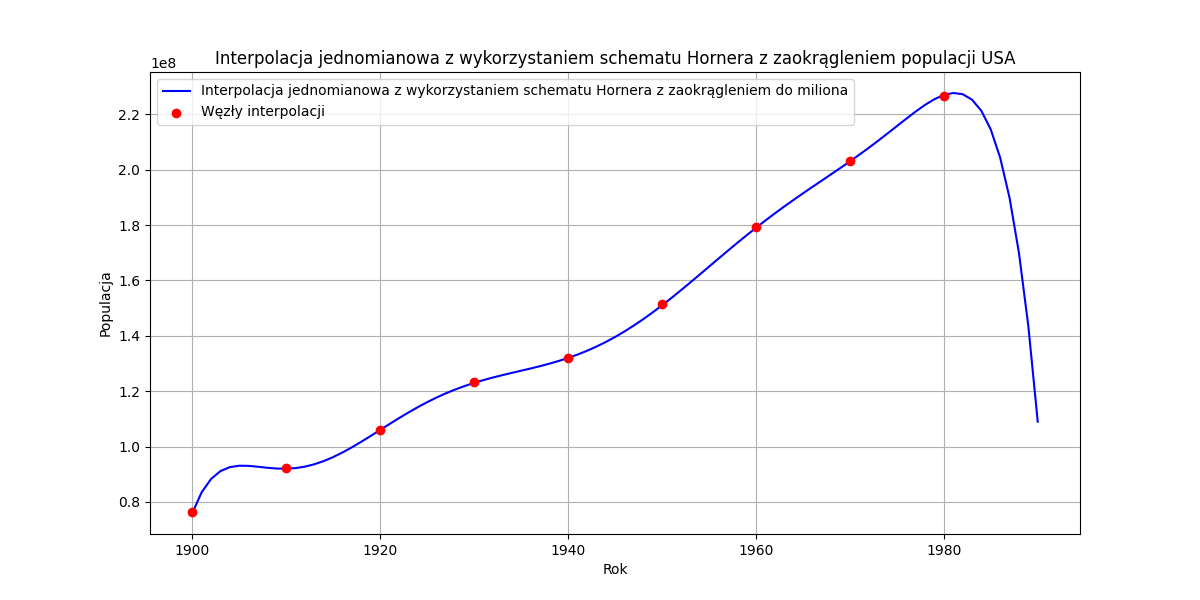 Interpolacja jednomianowa z wykorzystaniem schematu Hornera z zaokrągleniem populacji USA
1e8
Interpolacja jednomianowa z wykorzystaniem schematu Hornera z zaokrągleniem do miliona
Węzły interpolacji
2.2
2.0
1.8
1.6
1.4
1.2
1.0
0.8
Populacja
1900 1920 1940 1960 1980
Rok